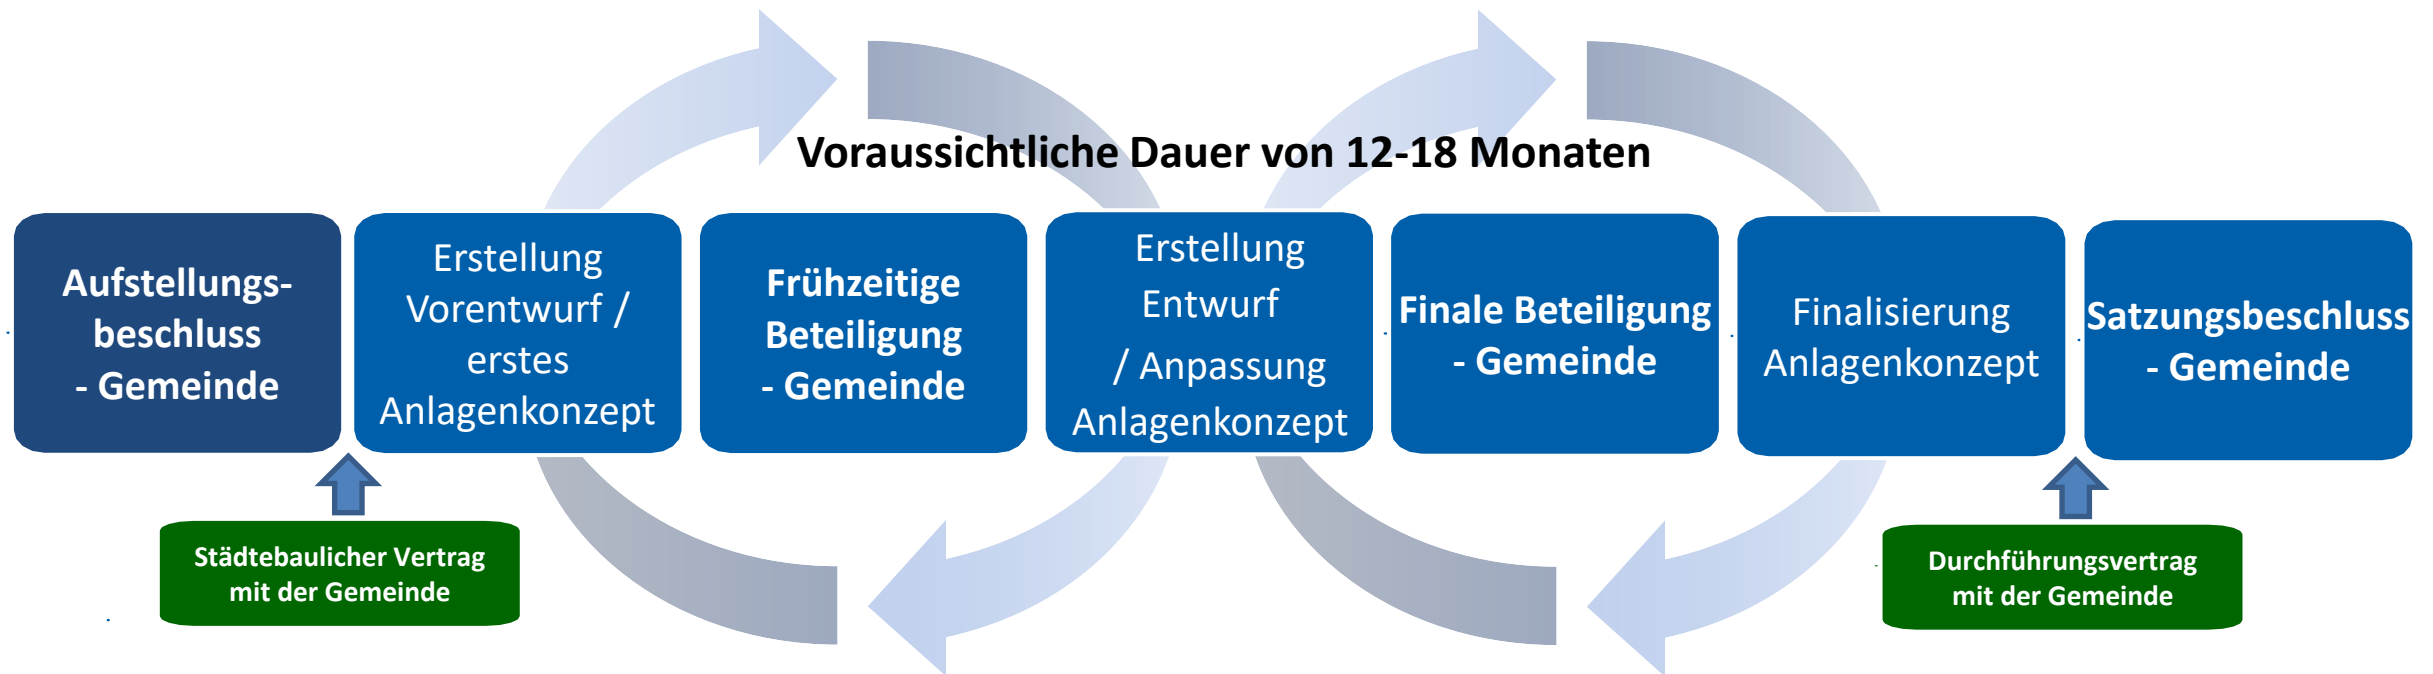 Voraussichtliche Dauer von 12-18 Monaten
Aufstellungs-
beschluss
- Gemeinde
Erstellung
Vorentwurf /
erstes
Anlagenkonzept
Frühzeitige
Beteiligung
- Gemeinde
Erstellung
Entwurf
/ Anpassung
Anlagenkonzept
Finale Beteiligung
- Gemeinde
Finalisierung
Anlagenkonzept
Satzungsbeschluss
- Gemeinde
Städtebaulicher Vertrag
mit der Gemeinde
Durchführungsvertrag
mit der Gemeinde